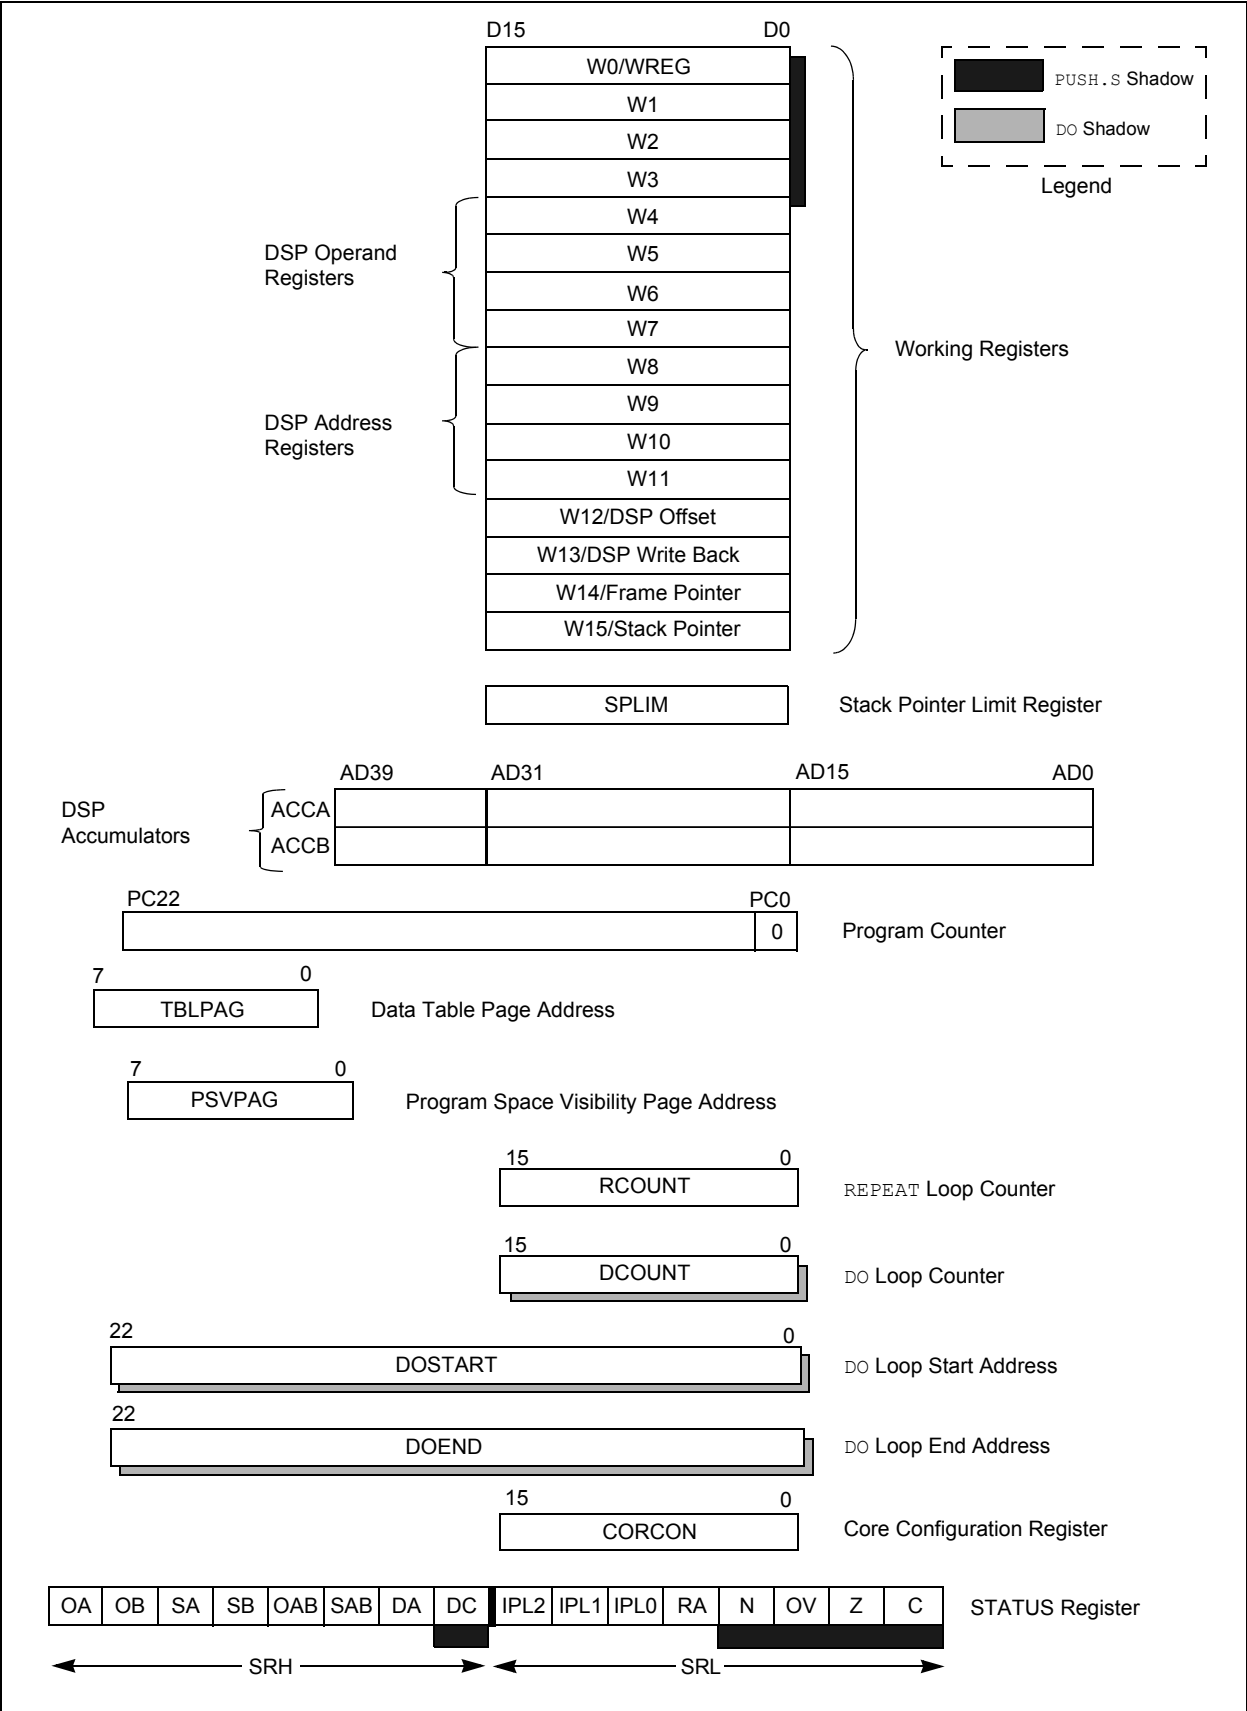 D15 D0
W0/WREG
PUSH.S Shadow
W1
DO Shadow
W2
W3
Legend
W4
DSP Operand
Registers
W5
W6
W7
Working Registers
W8
W9
DSP Address
Registers
W10
W11
W12/DSP Offset
W13/DSP Write Back
W14/Frame Pointer
W15/Stack Pointer
SPLIM Stack Pointer Limit Register
AD39 AD31 AD15 AD0
DSP
Accumulators
ACCA
ACCB
PC22 PC0
0 Program Counter
7 0
TBLPAG Data Table Page Address
7 0
PSVPAG Program Space Visibility Page Address
15 0
RCOUNT REPEAT Loop Counter
15 0
DCOUNT DO Loop Counter
22 0
DOSTART DO Loop Start Address
22
DOEND DO Loop End Address
15 0
CORCON Core Configuration Register
OA OB SA SB OAB SAB DA DC IPL2 IPL1 IPL0 RA N OV Z C STATUS Register
SRH SRL